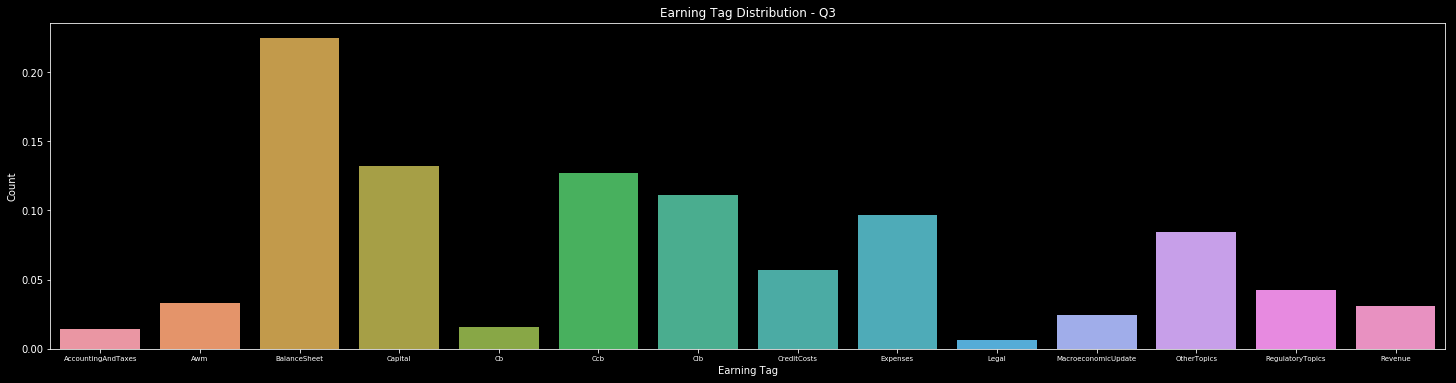 Earning Tag Distribution - Q3
Count
0.20
0.15
0.10
0.05
0.00
AccountingAndTaxes Awm BalanceSheet Capital Cb Ccb Cib CreditCosts Expenses Legal MacroeconomicUpdate OtherTopics RegulatoryTopics Revenue
Earning Tag